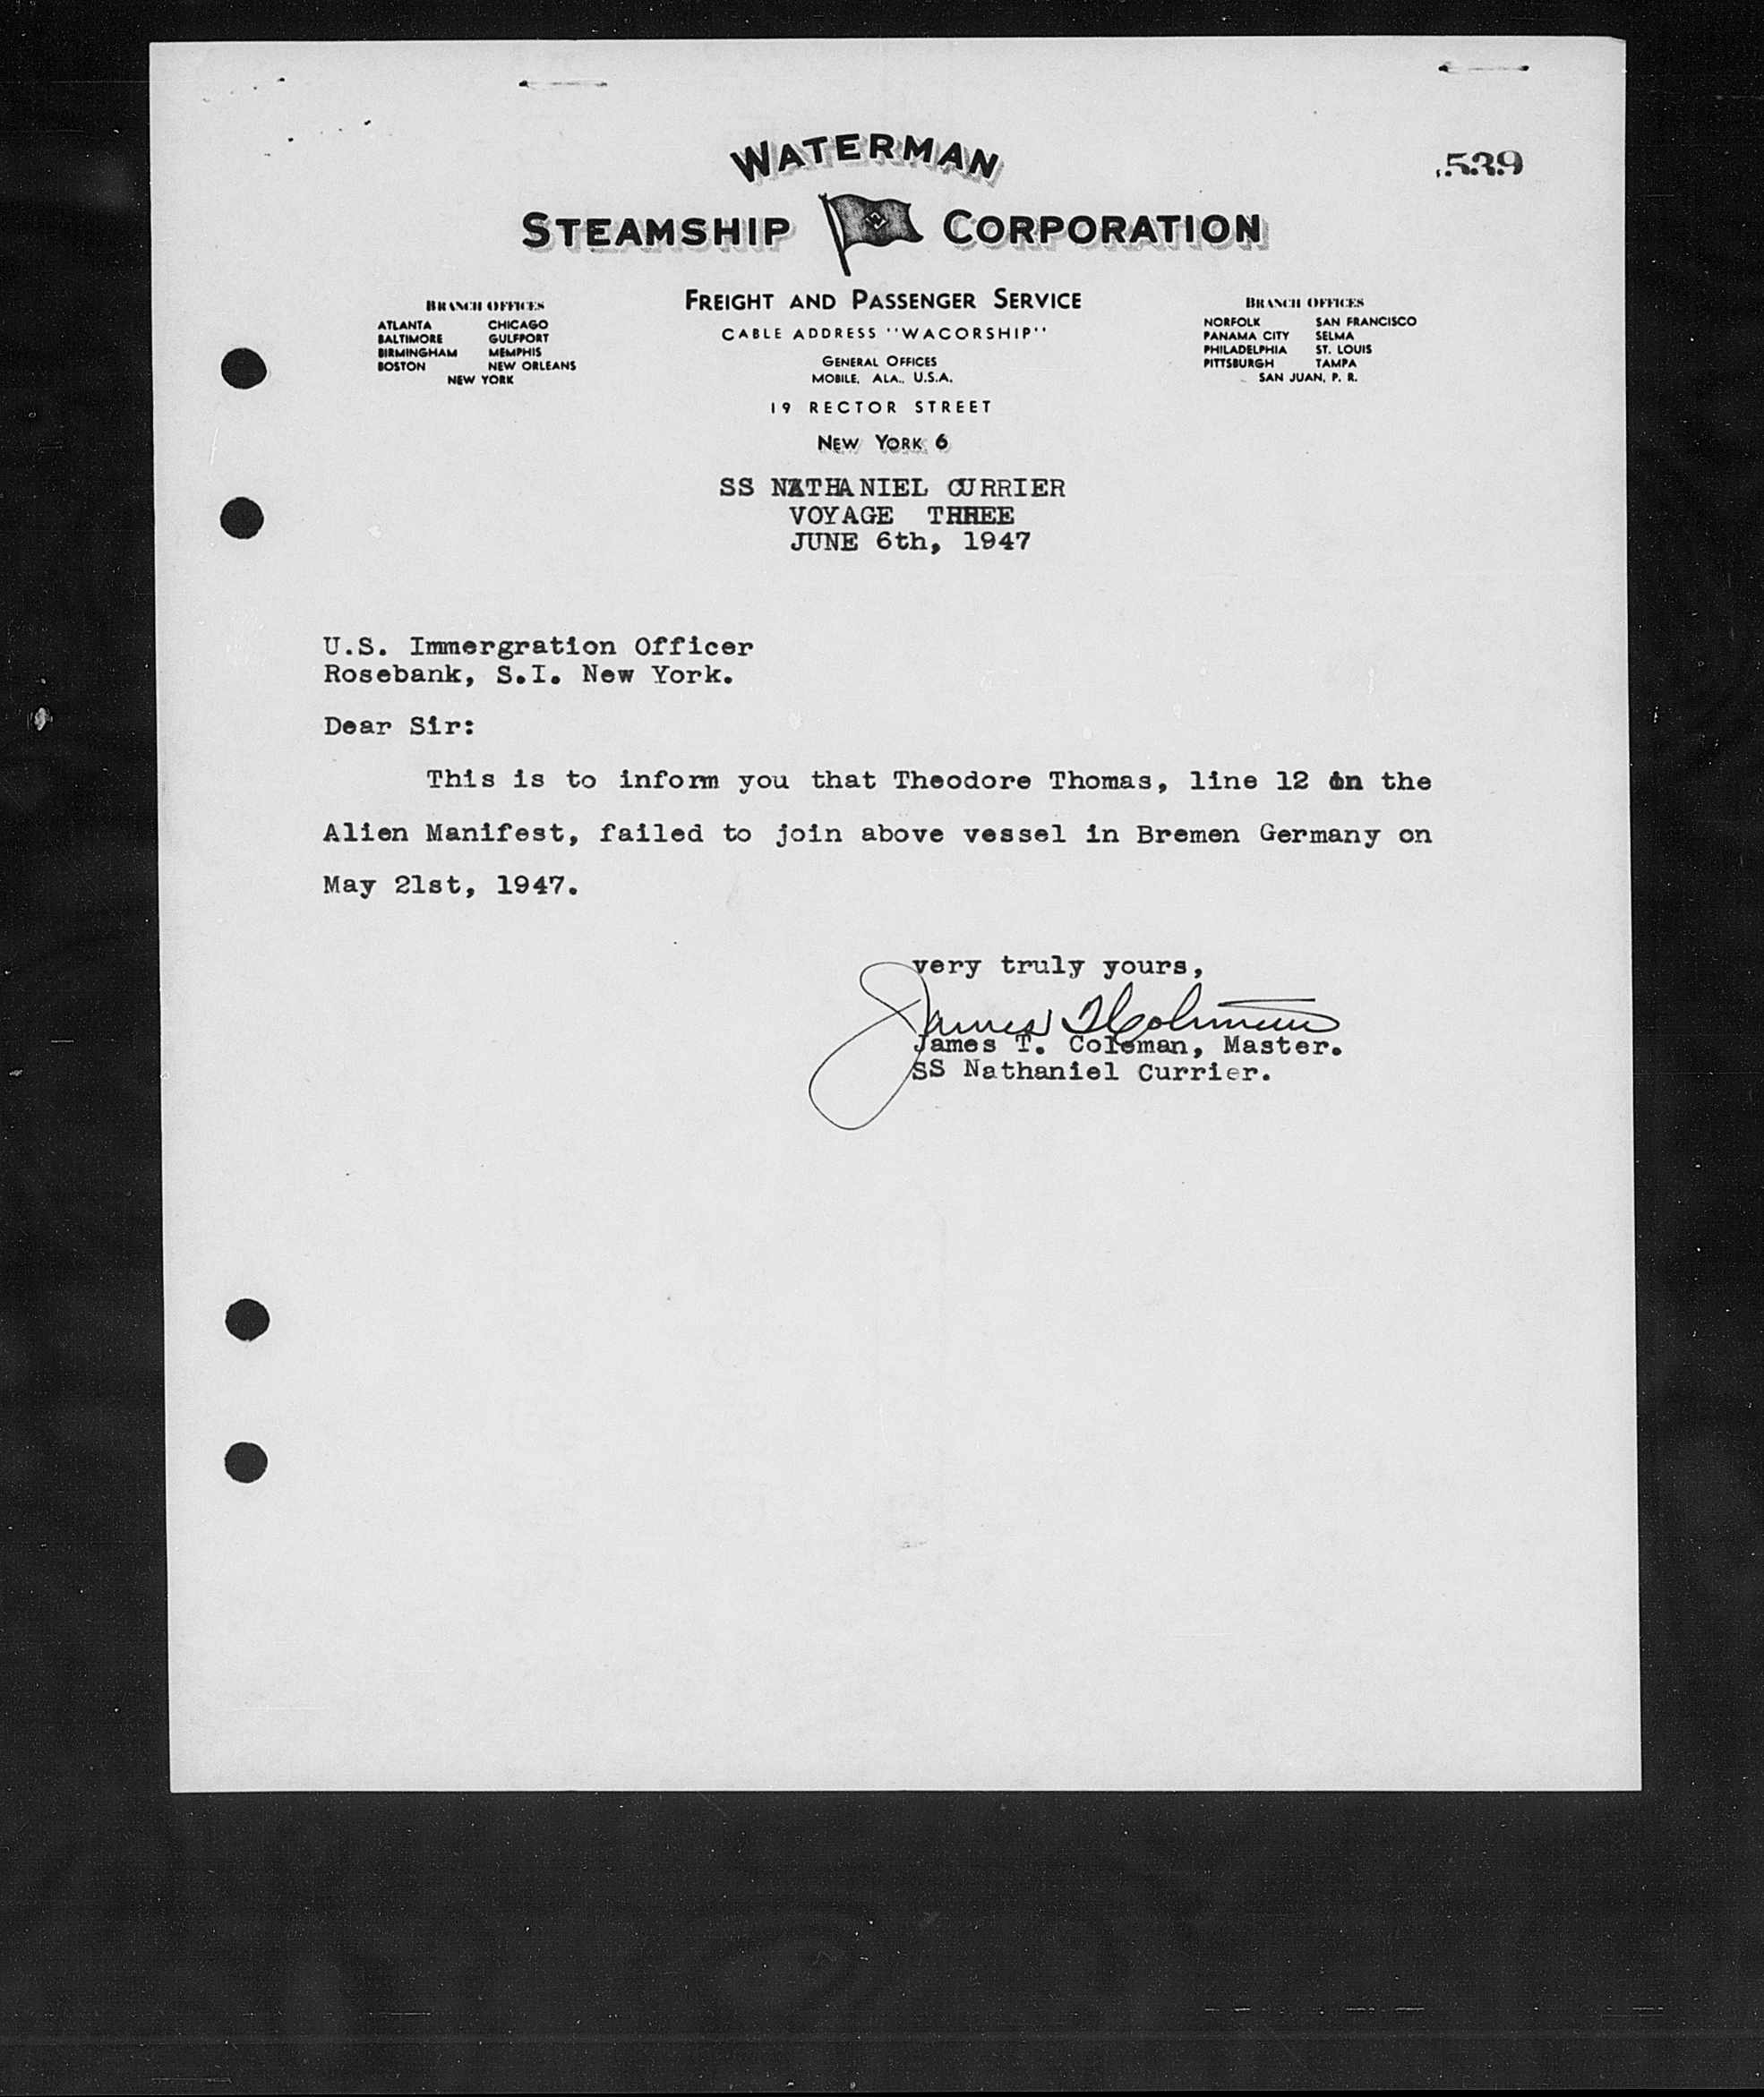 WATERMAN
STEAMSHIP CORPORATION
.539
FREIGHT AND PASSENGER SERVICE
CABLE ADDRESS "WACORSHIP"
GENERAL OFFICES
MOBILE, ALA., U.S.A.
19 RECTOR STREET
NEW YORK 6
BRANCH OFFICES
ATLANTA CHICAGO
BALTIMORE GULFPORT
BIRMINGHAM MEMPHIS
BOSTON NEW ORLEANS
NEW YORK
BRANCH OFFICES
NORFOLK SAN FRANCISCO
PANAMA CITY SELMA
PHILADELPHIA ST. LOUIS
PITTSBURGH TAMPA
SAN JUAN, P. R.
SS NATHANIEL CURRIER
VOYAGE THREE
JUNE 6th, 1947
U.S. Immergration Officer
Rosebank, S.I. New York.
Dear Sir:
This is to inform you that Theodore Thomas, line 12 on the
Alien Manifest, failed to join above vessel in Bremen Germany on
May 21st, 1947.
very truly yours,
James T Coleman
James T. Coleman, Master.
SS Nathaniel Currier.